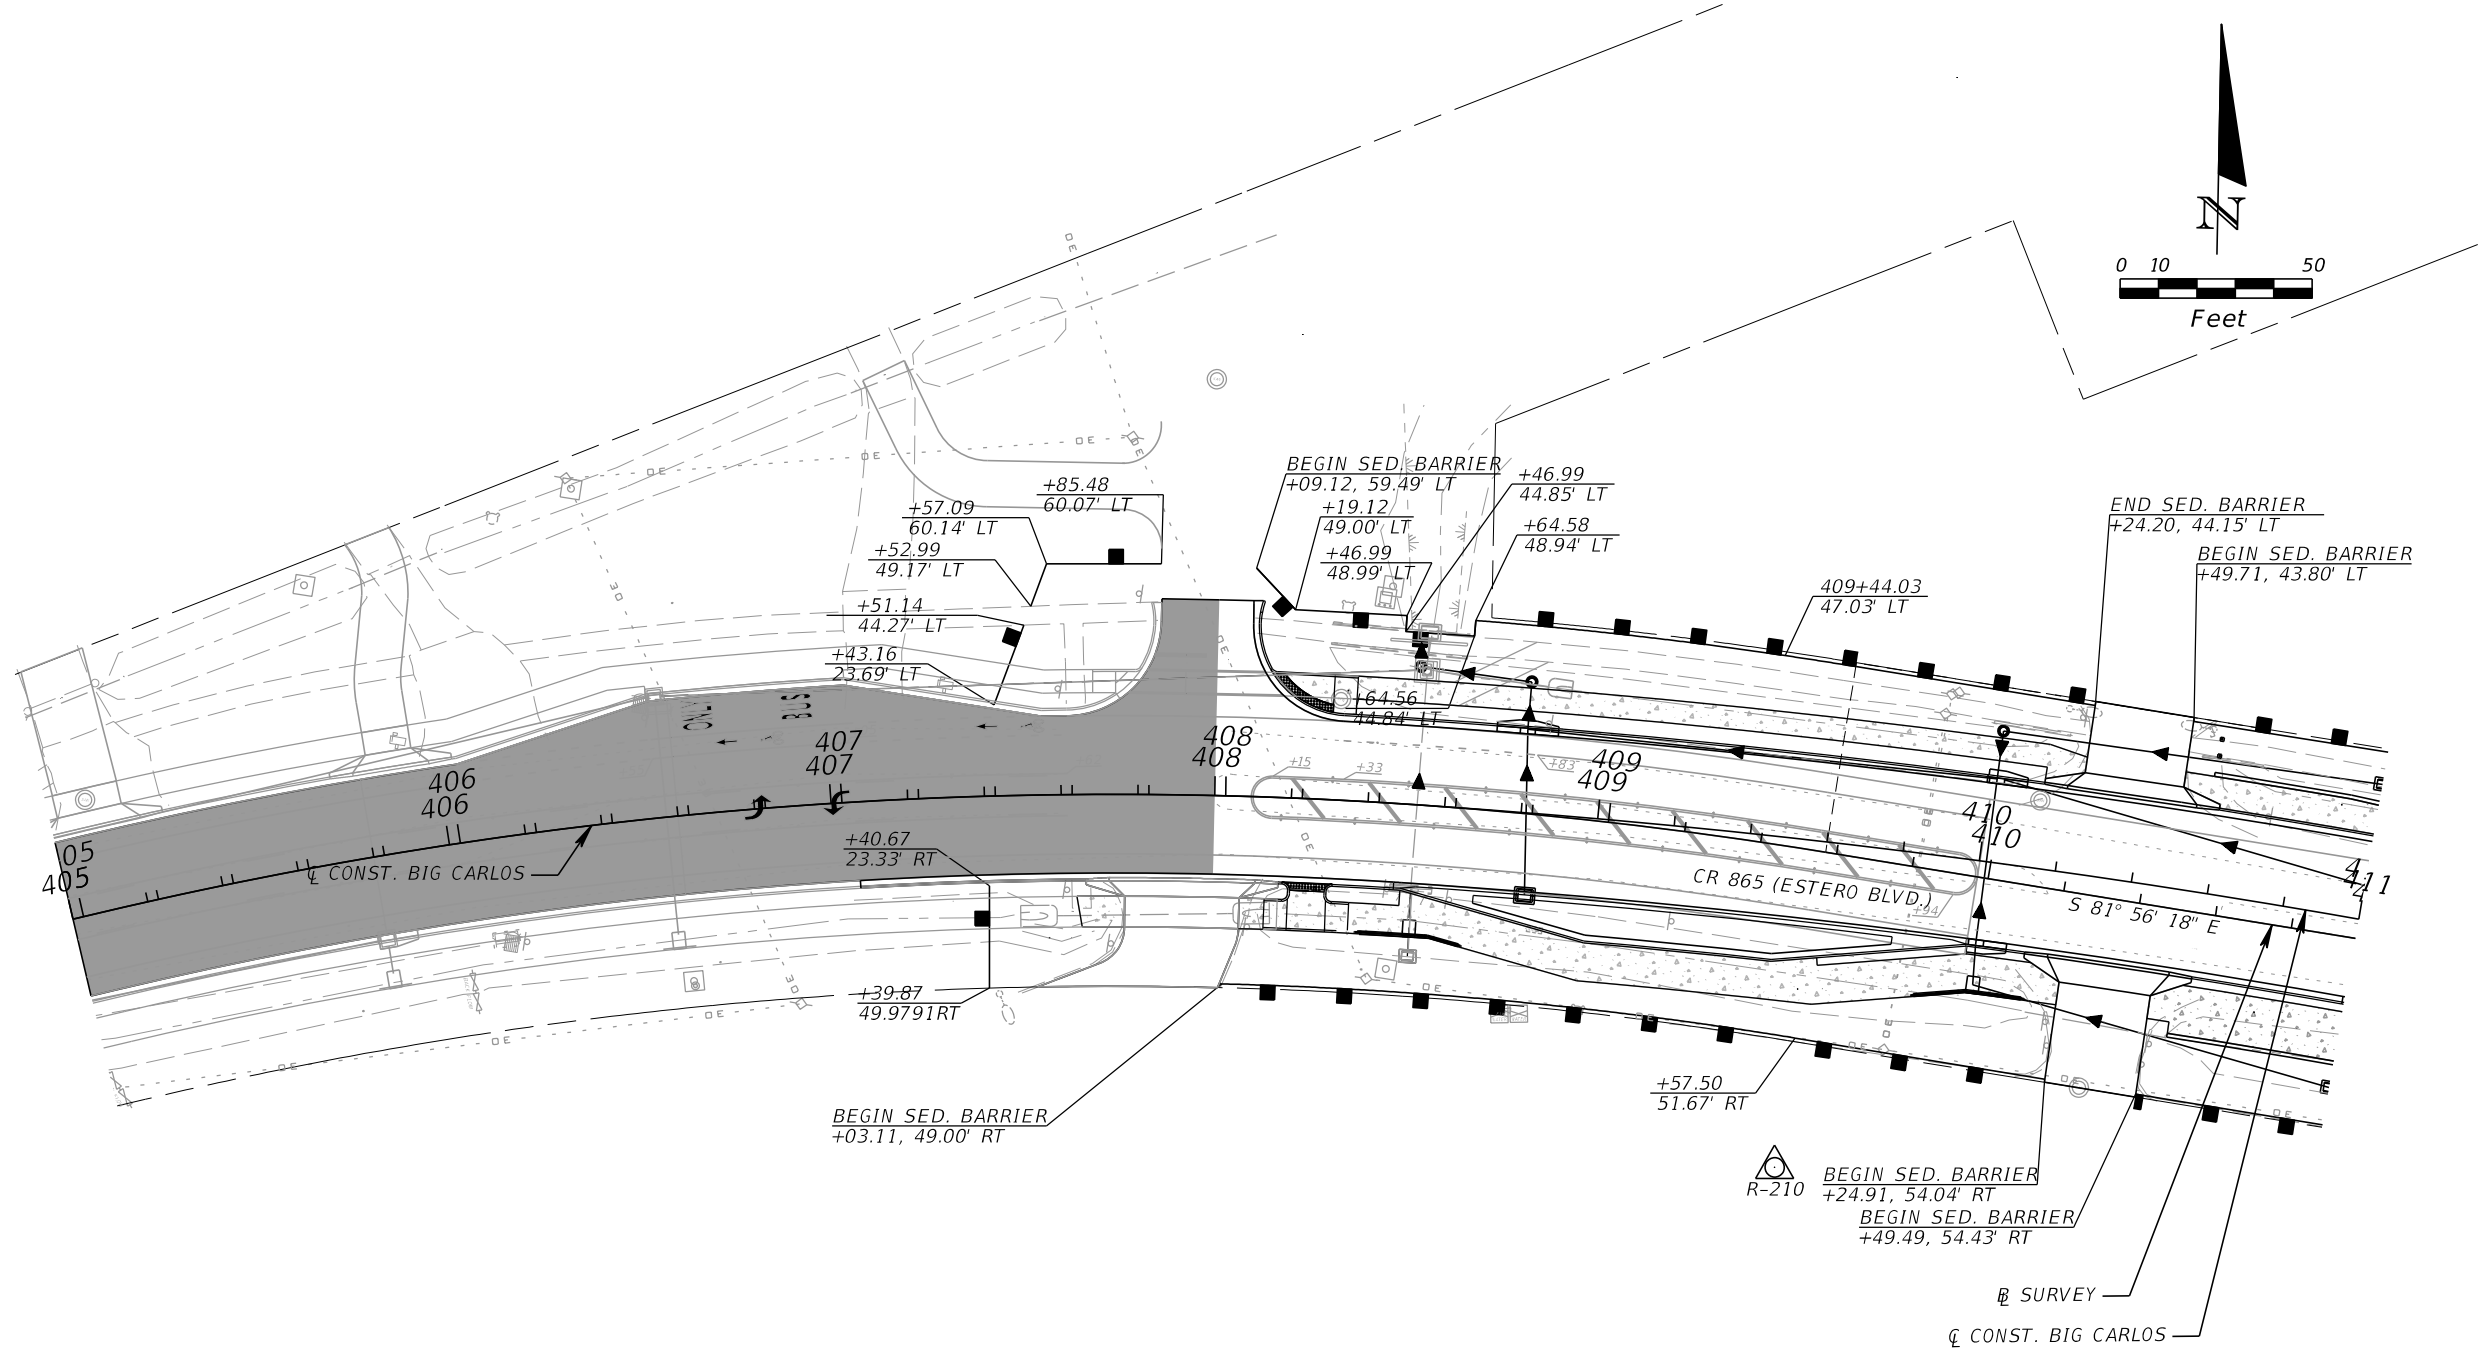 N
0 10 50
Feet
BEGIN SED. BARRIER
+09.12, 59.49' LT
+46.99
44.85' LT
+85.48
60.07' LT
+57.09
60.14' LT
+19.12
49.00' LT
+64.58
48.94' LT
END SED. BARRIER
+24.20, 44.15' LT
+52.99
49.17' LT
+46.99
48.99' LT
BEGIN SED. BARRIER
+49.71, 43.80' LT
409+44.03
47.03' LT
+51.14
44.27' LT
+43.16
23.69' LT
+64.56
44.84' LT
ONLY
BUS
407
407
408
408
409
409
+15
+33
+83
406
406
410
410
05
405
℄ CONST. BIG CARLOS
+40.67
23.33' RT
CR 865 (ESTERO BLVD.)
+94
S 81° 56' 18" E
411
+39.87
49.9791RT
BEGIN SED. BARRIER
+03.11, 49.00' RT
+57.50
51.67' RT
R-210
BEGIN SED. BARRIER
+24.91, 54.04' RT
BEGIN SED. BARRIER
+49.49, 54.43' RT
BL SURVEY
℄ CONST. BIG CARLOS